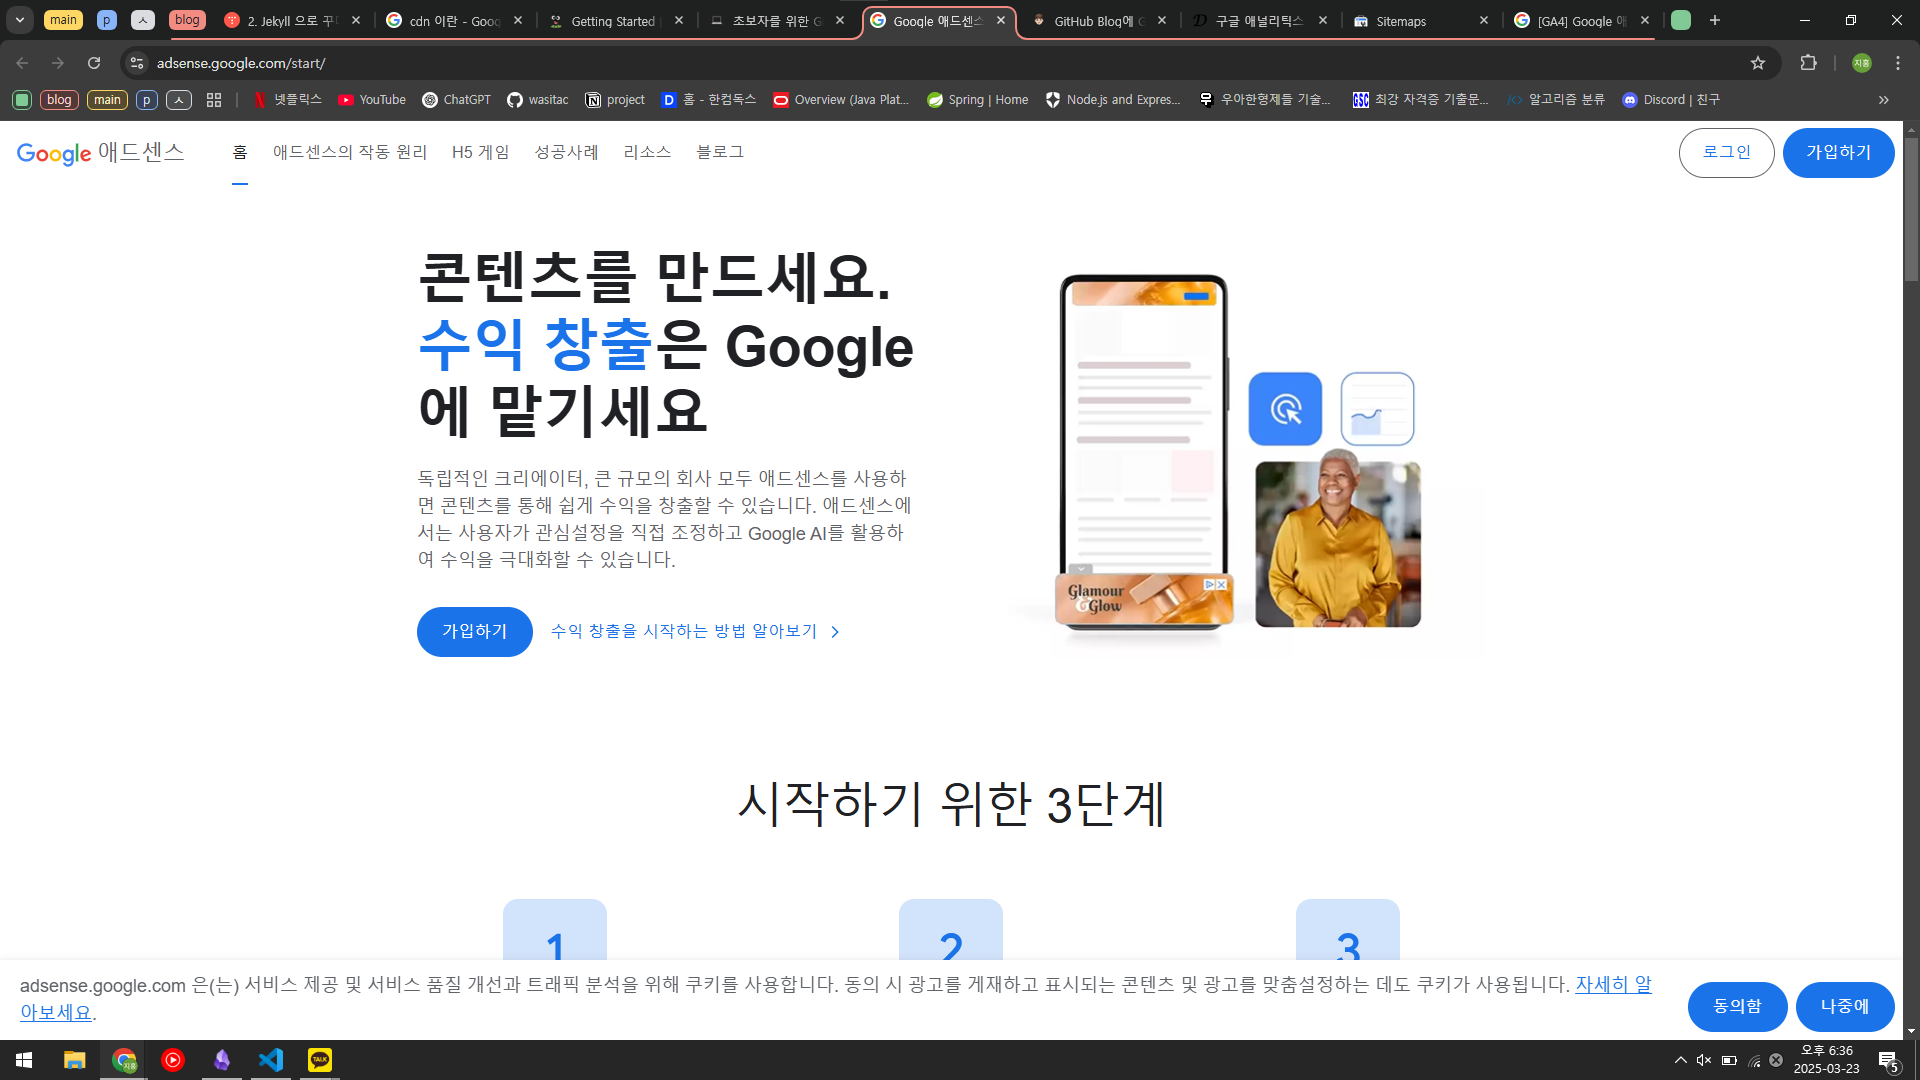 main
p
ㅅ
blog
2. Jekyll 으로 꾸
cdn 이란 - Goog
Getting Started
초보자를 위한 G
Google 애드센스
GitHub Blog에 G
구글 애널리틱스
Sitemaps
[GA4] Google 애
adsense.google.com/start/
지홍
blog
main
p
ㅅ
넷플릭스
YouTube
ChatGPT
wasitac
project
홈 - 한컴독스
Overview (Java Plat...
Spring | Home
Node.js and Expres...
우아한형제들 기술...
최강 자격증 기출문...
알고리즘 분류
Discord | 친구
Google 애드센스
홈
애드센스의 작동 원리
H5 게임
성공사례
리소스
블로그
로그인
가입하기
콘텐츠를 만드세요.
수익 창출은 Google
에 맡기세요
독립적인 크리에이터, 큰 규모의 회사 모두 애드센스를 사용하
면 콘텐츠를 통해 쉽게 수익을 창출할 수 있습니다. 애드센스에
서는 사용자가 관심설정을 직접 조정하고 Google AI를 활용하
여 수익을 극대화할 수 있습니다.
가입하기
수익 창출을 시작하는 방법 알아보기
Glamour
& Glow
시작하기 위한 3단계
1
2
3
adsense.google.com 은(는) 서비스 제공 및 서비스 품질 개선과 트래픽 분석을 위해 쿠키를 사용합니다. 동의 시 광고를 게재하고 표시되는 콘텐츠 및 광고를 맞춤설정하는 데도 쿠키가 사용됩니다. 자세히 알
아보세요.
동의함
나중에
지홍
TALK
오후 6:36
2025-03-23
5